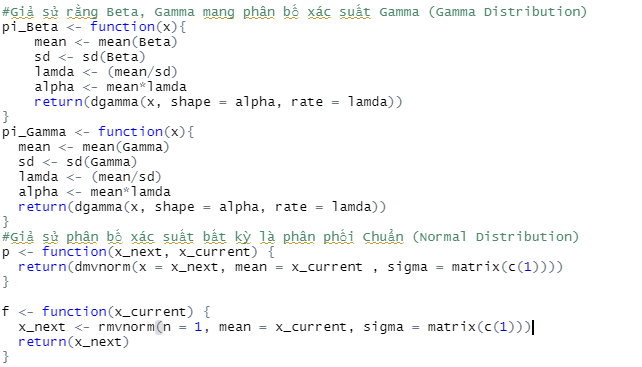 #Giả sử rằng Beta, Gamma mang phân bố xác suất Gamma (Gamma Distribution)
pi_Beta <- function(x){
    mean <- mean(Beta)
    sd <- sd(Beta)
    lamda <- (mean/sd)
    alpha <- mean*lamda
    return(dgamma(x, shape = alpha, rate = lamda))
}
pi_Gamma <- function(x){
  mean <- mean(Gamma)
  sd <- sd(Gamma)
  lamda <- (mean/sd)
  alpha <- mean*lamda
  return(dgamma(x, shape = alpha, rate = lamda))
}
#Giả sử phân bố xác suất bất kỳ là phân phối Chuẩn (Normal Distribution)
p <- function(x_next, x_current) {
  return(dmvnorm(x = x_next, mean = x_current , sigma = matrix(c(1))))
}
f <- function(x_current) {
  x_next <- rmvnorm(n = 1, mean = x_current, sigma = matrix(c(1)))
  return(x_next)
}